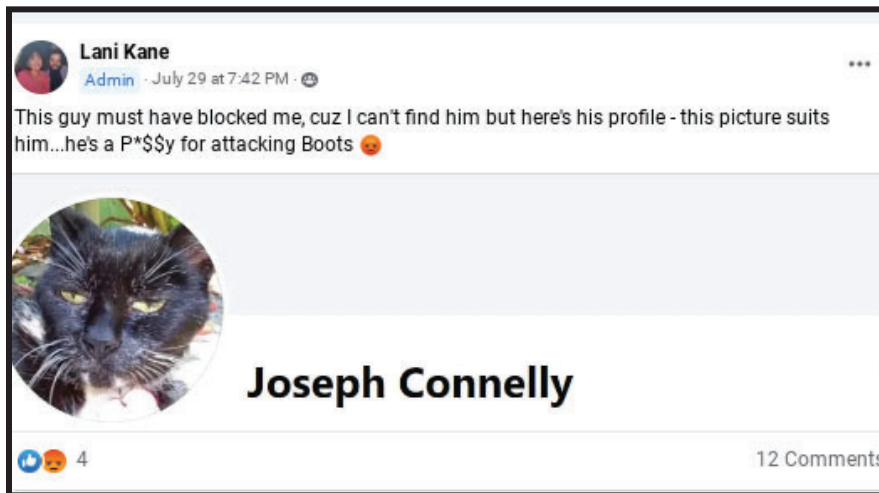 Lani Kane
Admin · July 29 at 7:42 PM ·
This guy must have blocked me, cuz I can't find him but here's his profile - this picture suits
him...he's a P*$$y for attacking Boots 😡
Joseph Connelly
4
12 Comments